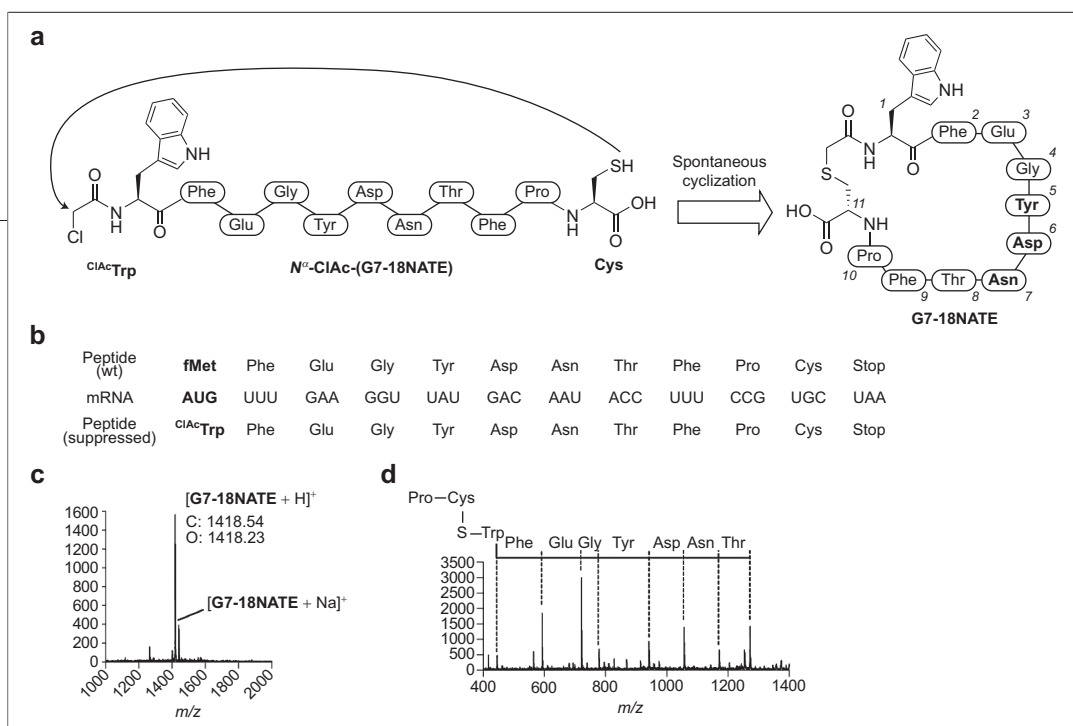 a
O
N
H
Cl
NH
O
Phe
Glu
Gly
Tyr
Asp
Asn
Thr
Phe
Pro
N
H
SH
OH
O
ClAcTrp
Nα-ClAc-(G7-18NATE)
Cys
Spontaneous
cyclization
NH
O
1
N
H
O
S
HO
O
11
NH
2
Phe
3
Glu
4
Gly
5
Tyr
6
Asp
Asn
7
Thr
8
Phe
9
Pro
10
G7-18NATE
b
Peptide (wt) fMet Phe Glu Gly Tyr Asp Asn Thr Phe Pro Cys Stop
mRNA AUG UUU GAA GGU UAU GAC AAU ACC UUU CCG UGC UAA
Peptide (suppressed) ClAcTrp Phe Glu Gly Tyr Asp Asn Thr Phe Pro Cys Stop
c
[G7-18NATE + H]+
C: 1418.54
O: 1418.23
[G7-18NATE + Na]+
1600
1400
1200
1000
800
600
400
200
0
1000 1200 1400 1600 1800 2000
m/z
d
Pro–Cys
S–Trp
Phe Glu Gly Tyr Asp Asn Thr
3500
3000
2500
2000
1500
1000
500
0
400 600 800 1000 1200 1400
m/z